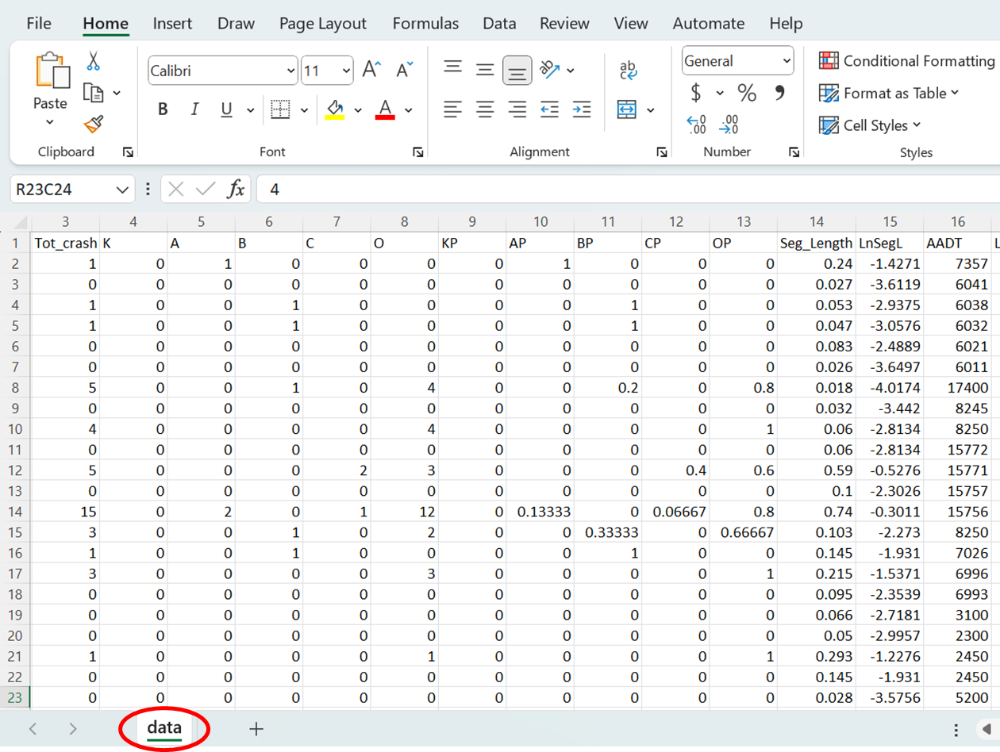 File Home Insert Draw Page Layout Formulas Data Review View Automate Help
Calibri 11 A A ab General Conditional Formatting
Paste $ % Format as Table
B I U A .00 .00 Cell Styles
Clipboard Font Alignment Number Styles
R23C24 fx 4
3 4 5 6 7 8 9 10 11 12 13 14 15 16
1 Tot_crash K A B C O KP AP BP CP OP Seg_Length LnSegL AADT L
2 1 0 1 0 0 0 0 1 0 0 0 0.24 -1.4271 7357
3 0 0 0 0 0 0 0 0 0 0 0 0.027 -3.6119 6041
4 1 0 0 1 0 0 0 0 1 0 0 0.053 -2.9375 6038
5 1 0 0 1 0 0 0 0 1 0 0 0.047 -3.0576 6032
6 0 0 0 0 0 0 0 0 0 0 0 0.083 -2.4889 6021
7 0 0 0 0 0 0 0 0 0 0 0 0.026 -3.6497 6011
8 5 0 0 1 0 4 0 0 0.2 0 0.8 0.018 -4.0174 17400
9 0 0 0 0 0 0 0 0 0 0 0 0.032 -3.442 8245
10 4 0 0 0 0 4 0 0 0 0 1 0.06 -2.8134 8250
11 0 0 0 0 0 0 0 0 0 0 0 0.06 -2.8134 15772
12 5 0 0 0 2 3 0 0 0 0.4 0.6 0.59 -0.5276 15771
13 0 0 0 0 0 0 0 0 0 0 0 0.1 -2.3026 15757
14 15 0 2 0 1 12 0 0.13333 0 0.06667 0.8 0.74 -0.3011 15756
15 3 0 0 1 0 2 0 0 0.33333 0 0.66667 0.103 -2.273 8250
16 1 0 0 1 0 0 0 0 1 0 0 0.145 -1.931 7026
17 3 0 0 0 0 3 0 0 0 0 1 0.215 -1.5371 6996
18 0 0 0 0 0 0 0 0 0 0 0 0.095 -2.3539 6993
19 0 0 0 0 0 0 0 0 0 0 0 0.066 -2.7181 3100
20 0 0 0 0 0 0 0 0 0 0 0 0.05 -2.9957 2300
21 1 0 0 0 0 1 0 0 0 0 1 0.293 -1.2276 2450
22 0 0 0 0 0 0 0 0 0 0 0 0.145 -1.931 2450
23 0 0 0 0 0 0 0 0 0 0 0 0.028 -3.5756 5200
data